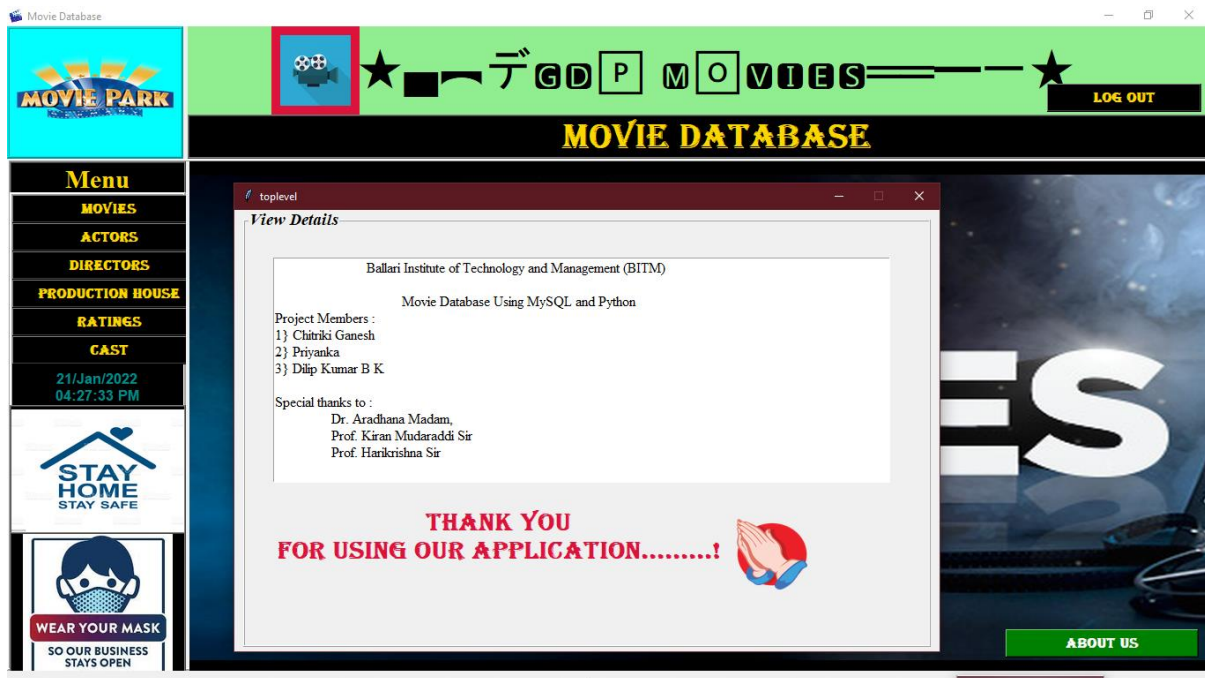 Movie Database
MOVIE PARK
★▄︻デ🅶🅳🄿 🅼🄾🆅🅸🅴🆂══━一★
LOG OUT
MOVIE DATABASE
Menu
MOVIES
ACTORS
DIRECTORS
PRODUCTION HOUSE
RATINGS
CAST
21/Jan/2022
04:27:33 PM
STAY
HOME
STAY SAFE
WEAR YOUR MASK
SO OUR BUSINESS
STAYS OPEN
toplevel
View Details
Ballari Institute of Technology and Management (BITM)
Movie Database Using MySQL and Python
Project Members :
1} Chitriki Ganesh
2} Priyanka
3} Dilip Kumar B K
Special thanks to :
Dr. Aradhana Madam,
Prof. Kiran Mudaraddi Sir
Prof. Harikrishna Sir
THANK YOU
FOR USING OUR APPLICATION.........!
ES
ABOUT US